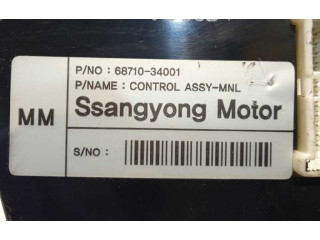 P/NO : 68710-34001
P/NAME : CONTROL ASSY-MNL
MM
Ssangyong Motor
S/NO :